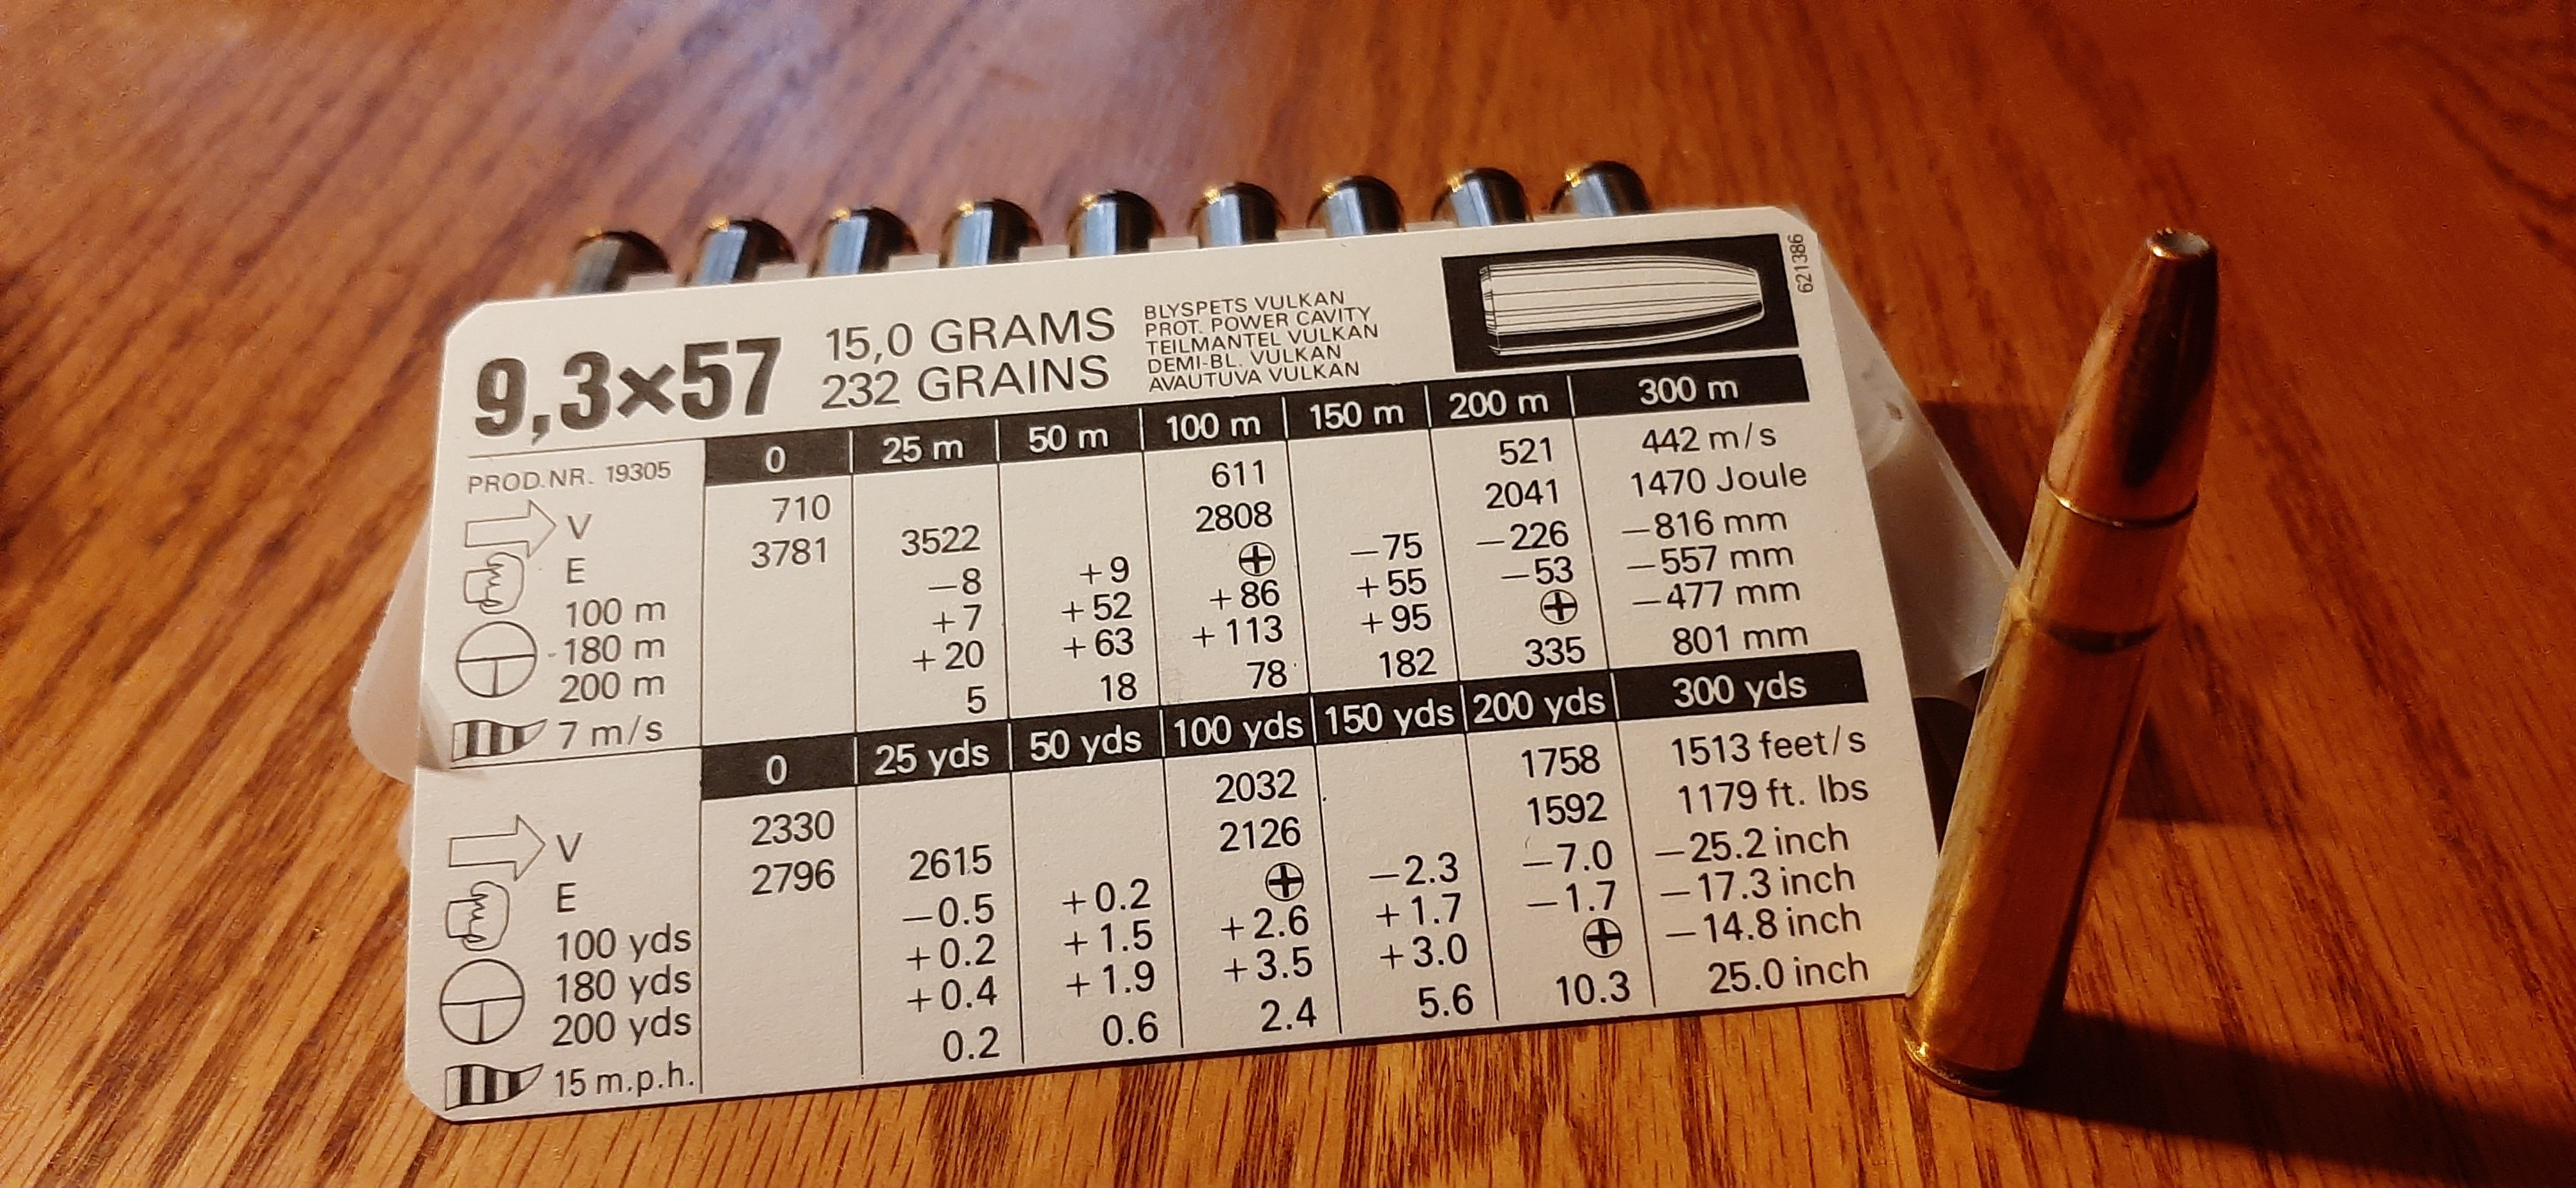 9,3×57
15,0 GRAMS
232 GRAINS
BLYSPETS VULKAN
PROT. POWER CAVITY
TEILMANTEL VULKAN
DEMI-BL. VULKAN
AVAUTUVA VULKAN
621386
PROD.NR. 19305
0 25 m 50 m 100 m 150 m 200 m 300 m
V 710 611 521 442 m/s
E 3781 3522 2808 2041 1470 Joule
100 m −8 +9 −75 −226 −816 mm
180 m +7 +52 +86 +55 −53 −557 mm
200 m +20 +63 +113 +95 −477 mm
7 m/s 5 18 78 182 335 801 mm
0 25 yds 50 yds 100 yds 150 yds 200 yds 300 yds
V 2330 2032 1758 1513 feet/s
E 2796 2615 2126 1592 1179 ft. lbs
100 yds −0.5 +0.2 −2.3 −7.0 −25.2 inch
180 yds +0.2 +1.5 +2.6 +1.7 −1.7 −17.3 inch
200 yds +0.4 +1.9 +3.5 +3.0 −14.8 inch
15 m.p.h. 0.2 0.6 2.4 5.6 10.3 25.0 inch